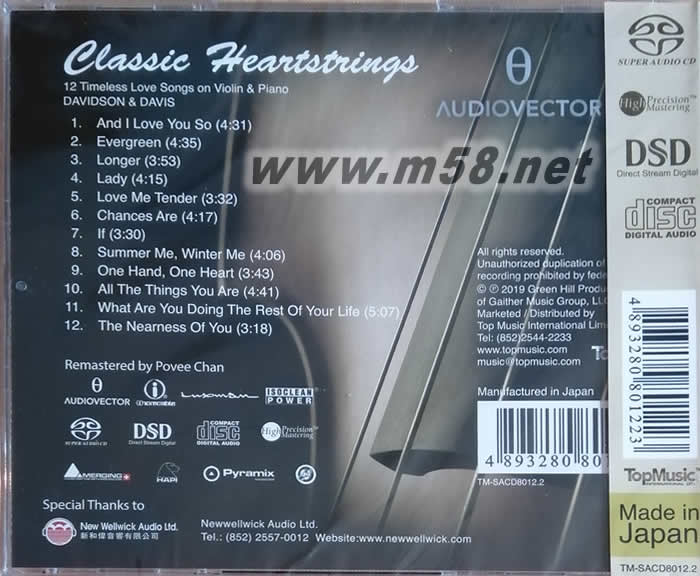 Classic Heartstrings
12 Timeless Love Songs on Violin & Piano
DAVIDSON & DAVIS
1. And I Love You So (4:31)
2. Evergreen (4:35)
3. Longer (3:53)
4. Lady (4:15)
5. Love Me Tender (3:32)
6. Chances Are (4:17)
7. If (3:30)
8. Summer Me, Winter Me (4:06)
9. One Hand, One Heart (3:43)
10. All The Things You Are (4:41)
11. What Are You Doing The Rest Of Your Life (5:07)
12. The Nearness Of You (3:18)
AUDIOVECTOR
www.m58.net
All rights reserved.
Unauthorized duplication of
recording prohibited by fede
© ℗ 2019 Green Hill Produ
of Gaither Music Group, LLC
Marketed / Distributed by
Top Music International Lim
Tel: (852)2544-2233
www.topmusic.com
music@topmusic.com
Manufactured in Japan
4 893280 80
TM-SACD8012.2
Remastered by Povee Chan
AUDIOVECTOR
LUXMAN
ISOCLEAN
POWER
SUPER AUDIO CD
DSD
Direct Stream Digital
COMPACT
disc
DIGITAL AUDIO
High Precision
Mastering
MERGING
HAPI
Pyramix
Special Thanks to
New Wellwick Audio Ltd.
新和偉音響有限公司
Newwellwick Audio Ltd.
Tel: (852) 2557-0012 Website:www.newwellwick.com
SUPER AUDIO CD
High Precision™
Mastering
DSD
Direct Stream Digital
COMPACT
disc
DIGITAL AUDIO
4 893280 801223
TopMusic
INTERNATIONAL
Made in
Japan
TM-SACD8012.2